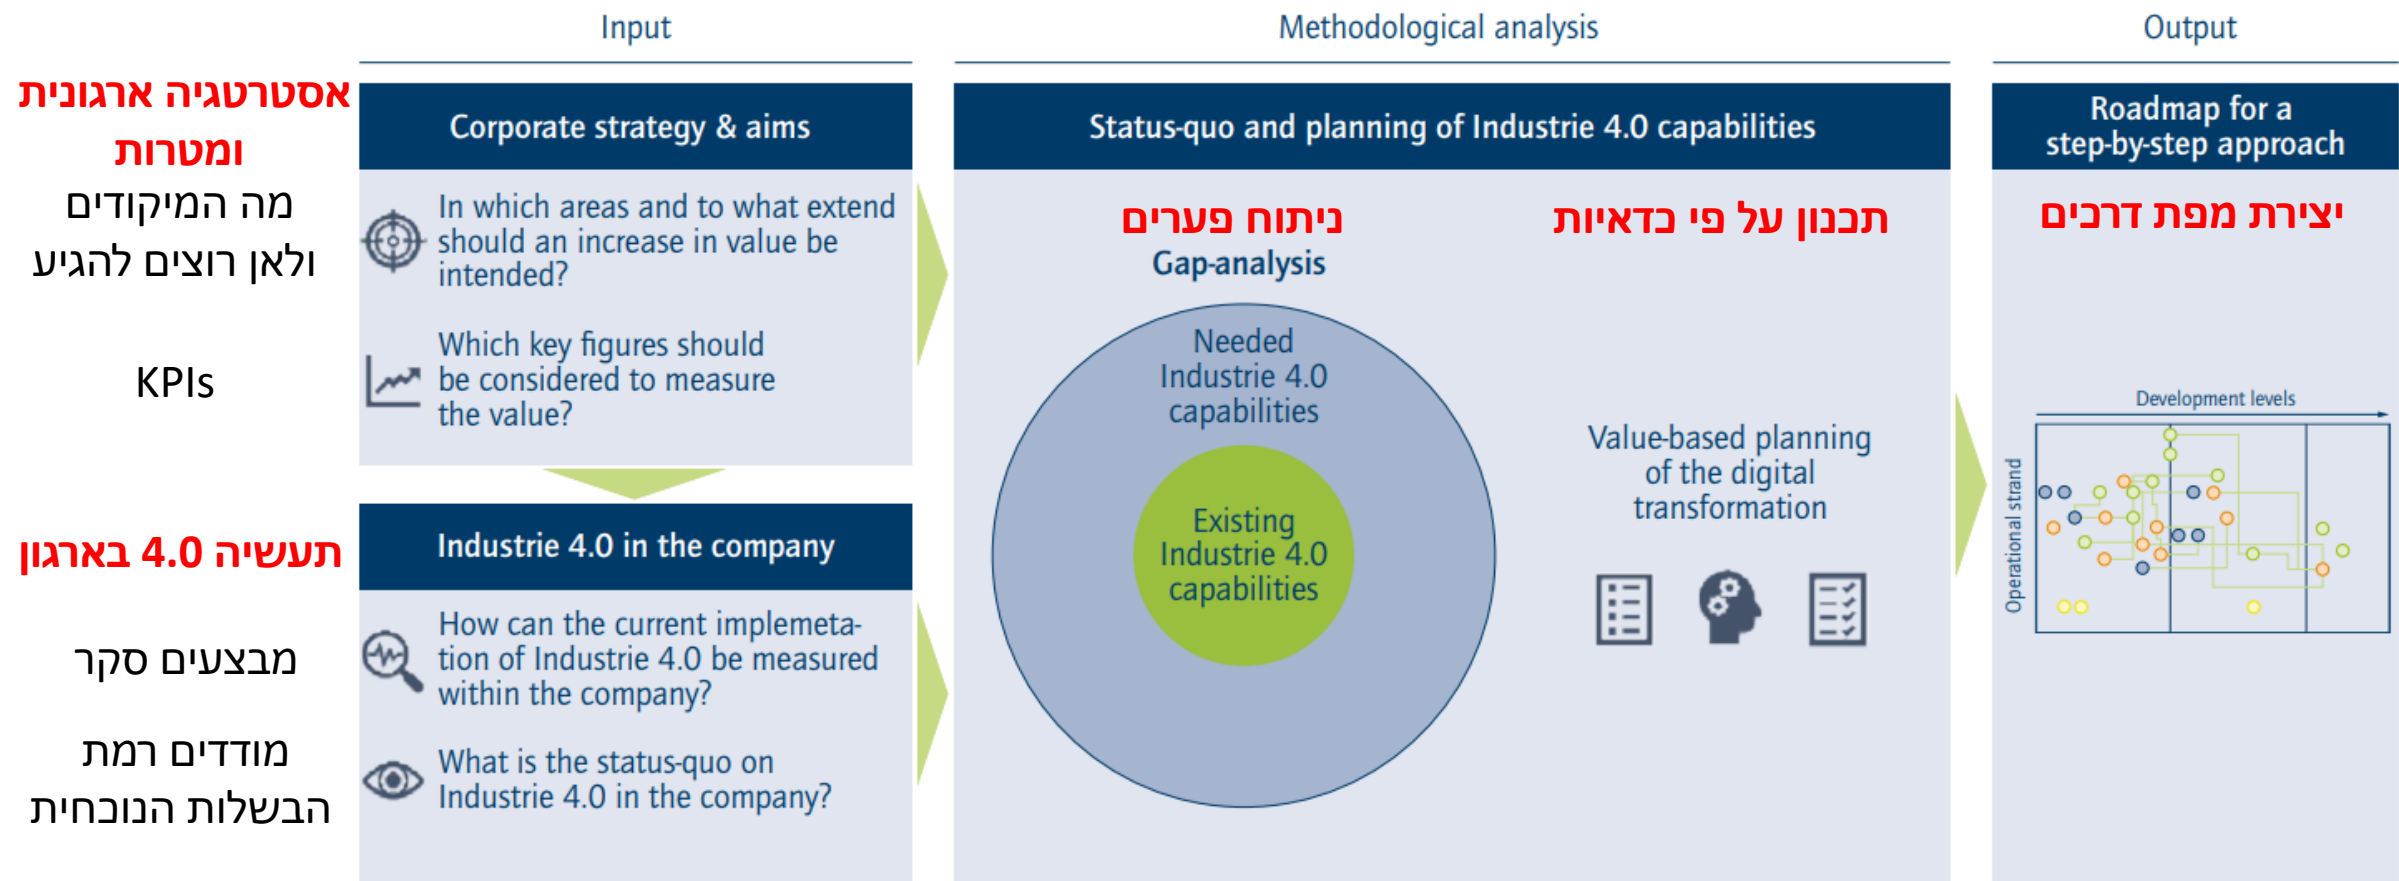 Input
Methodological analysis
Output
אסטרטגיה ארגונית
ומטרות
מה המיקודים
ולאן רוצים להגיע
KPIs
Corporate strategy & aims
In which areas and to what extend
should an increase in value be
intended?
Which key figures should
be considered to measure
the value?
תעשיה 4.0 בארגון
מבצעים סקר
מודדים רמת
הבשלות הנוכחית
Industrie 4.0 in the company
How can the current implemeta-
tion of Industrie 4.0 be measured
within the company?
What is the status-quo on
Industrie 4.0 in the company?
Status-quo and planning of Industrie 4.0 capabilities
ניתוח פערים
Gap-analysis
Needed
Industrie 4.0
capabilities
Existing
Industrie 4.0
capabilities
תכנון על פי כדאיות
Value-based planning
of the digital
transformation
Roadmap for a
step-by-step approach
יצירת מפת דרכים
Development levels
Operational strand